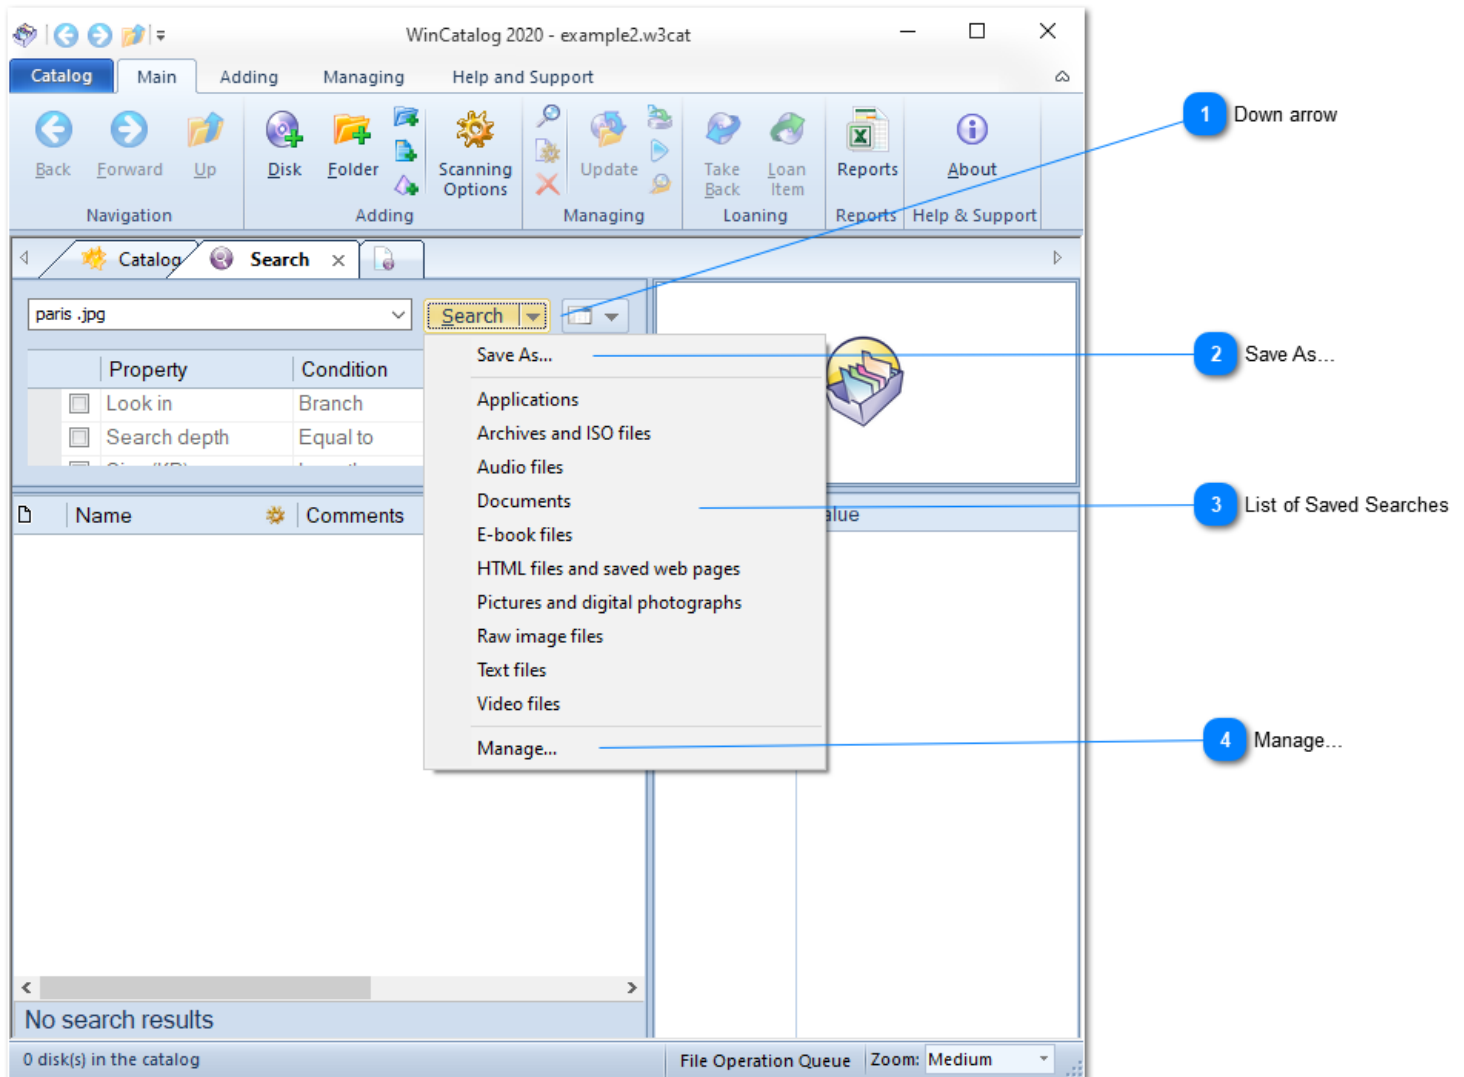 WinCatalog 2020 - example2.w3cat
Catalog Main Adding Managing Help and Support
Back Forward Up Disk Folder Scanning Options Update Take Back Loan Item Reports About
Navigation Adding Managing Loaning Reports Help & Support
1 Down arrow
Catalog Search
paris .jpg Search
Save As...
2 Save As...
Property Condition
Look in Branch
Search depth Equal to
Applications
Archives and ISO files
Audio files
Documents
E-book files
HTML files and saved web pages
Pictures and digital photographs
Raw image files
Text files
Video files
Manage...
3 List of Saved Searches
4 Manage...
Name Comments
No search results
0 disk(s) in the catalog File Operation Queue Zoom: Medium